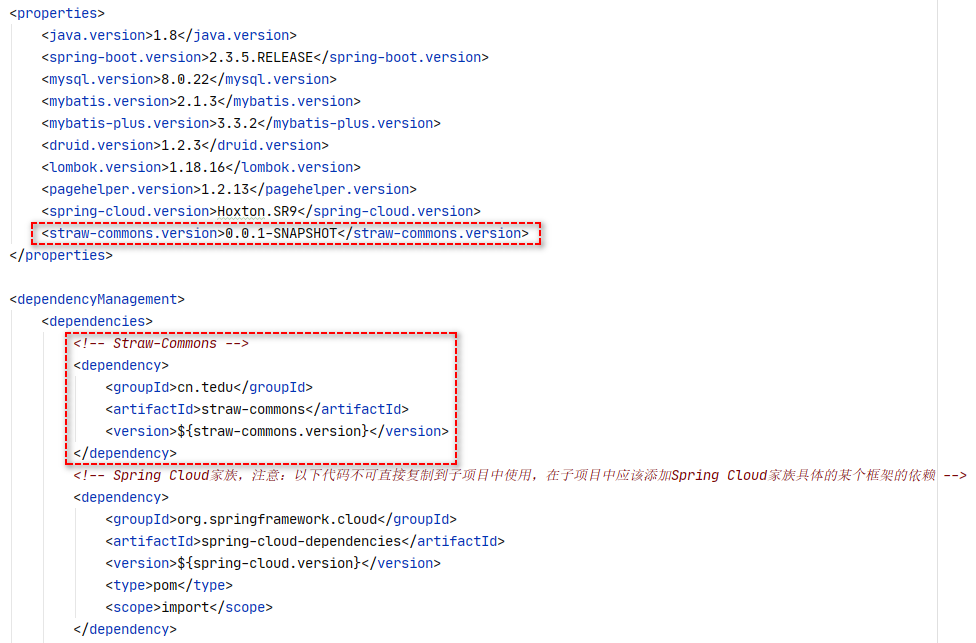 <properties>
<java.version>1.8</java.version>
<spring-boot.version>2.3.5.RELEASE</spring-boot.version>
<mysql.version>8.0.22</mysql.version>
<mybatis.version>2.1.3</mybatis.version>
<mybatis-plus.version>3.3.2</mybatis-plus.version>
<druid.version>1.2.3</druid.version>
<lombok.version>1.18.16</lombok.version>
<pagehelper.version>1.2.13</pagehelper.version>
<spring-cloud.version>Hoxton.SR9</spring-cloud.version>
<straw-commons.version>0.0.1-SNAPSHOT</straw-commons.version>
</properties>
<dependencyManagement>
<dependencies>
<!-- Straw-Commons -->
<dependency>
<groupId>cn.tedu</groupId>
<artifactId>straw-commons</artifactId>
<version>${straw-commons.version}</version>
</dependency>
<!-- Spring Cloud家族，注意：以下代码不可直接复制到子项目中使用，在子项目中应该添加Spring Cloud家族具体的某个框架的依赖 -->
<dependency>
<groupId>org.springframework.cloud</groupId>
<artifactId>spring-cloud-dependencies</artifactId>
<version>${spring-cloud.version}</version>
<type>pom</type>
<scope>import</scope>
</dependency>